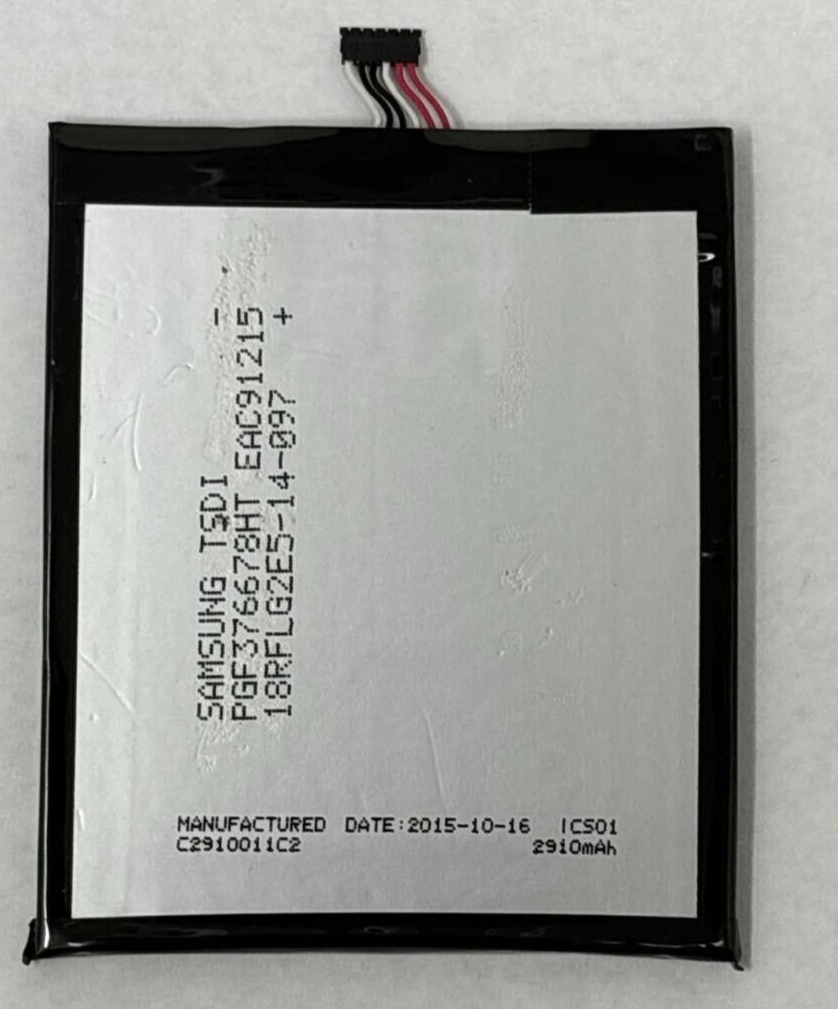 SAMSUNG TSDI -
PGF376678HT EAC91215
18RFLG2E5-14-097 +
MANUFACTURED DATE:2015-10-16 ICS01
C2910011C2 2910mAh